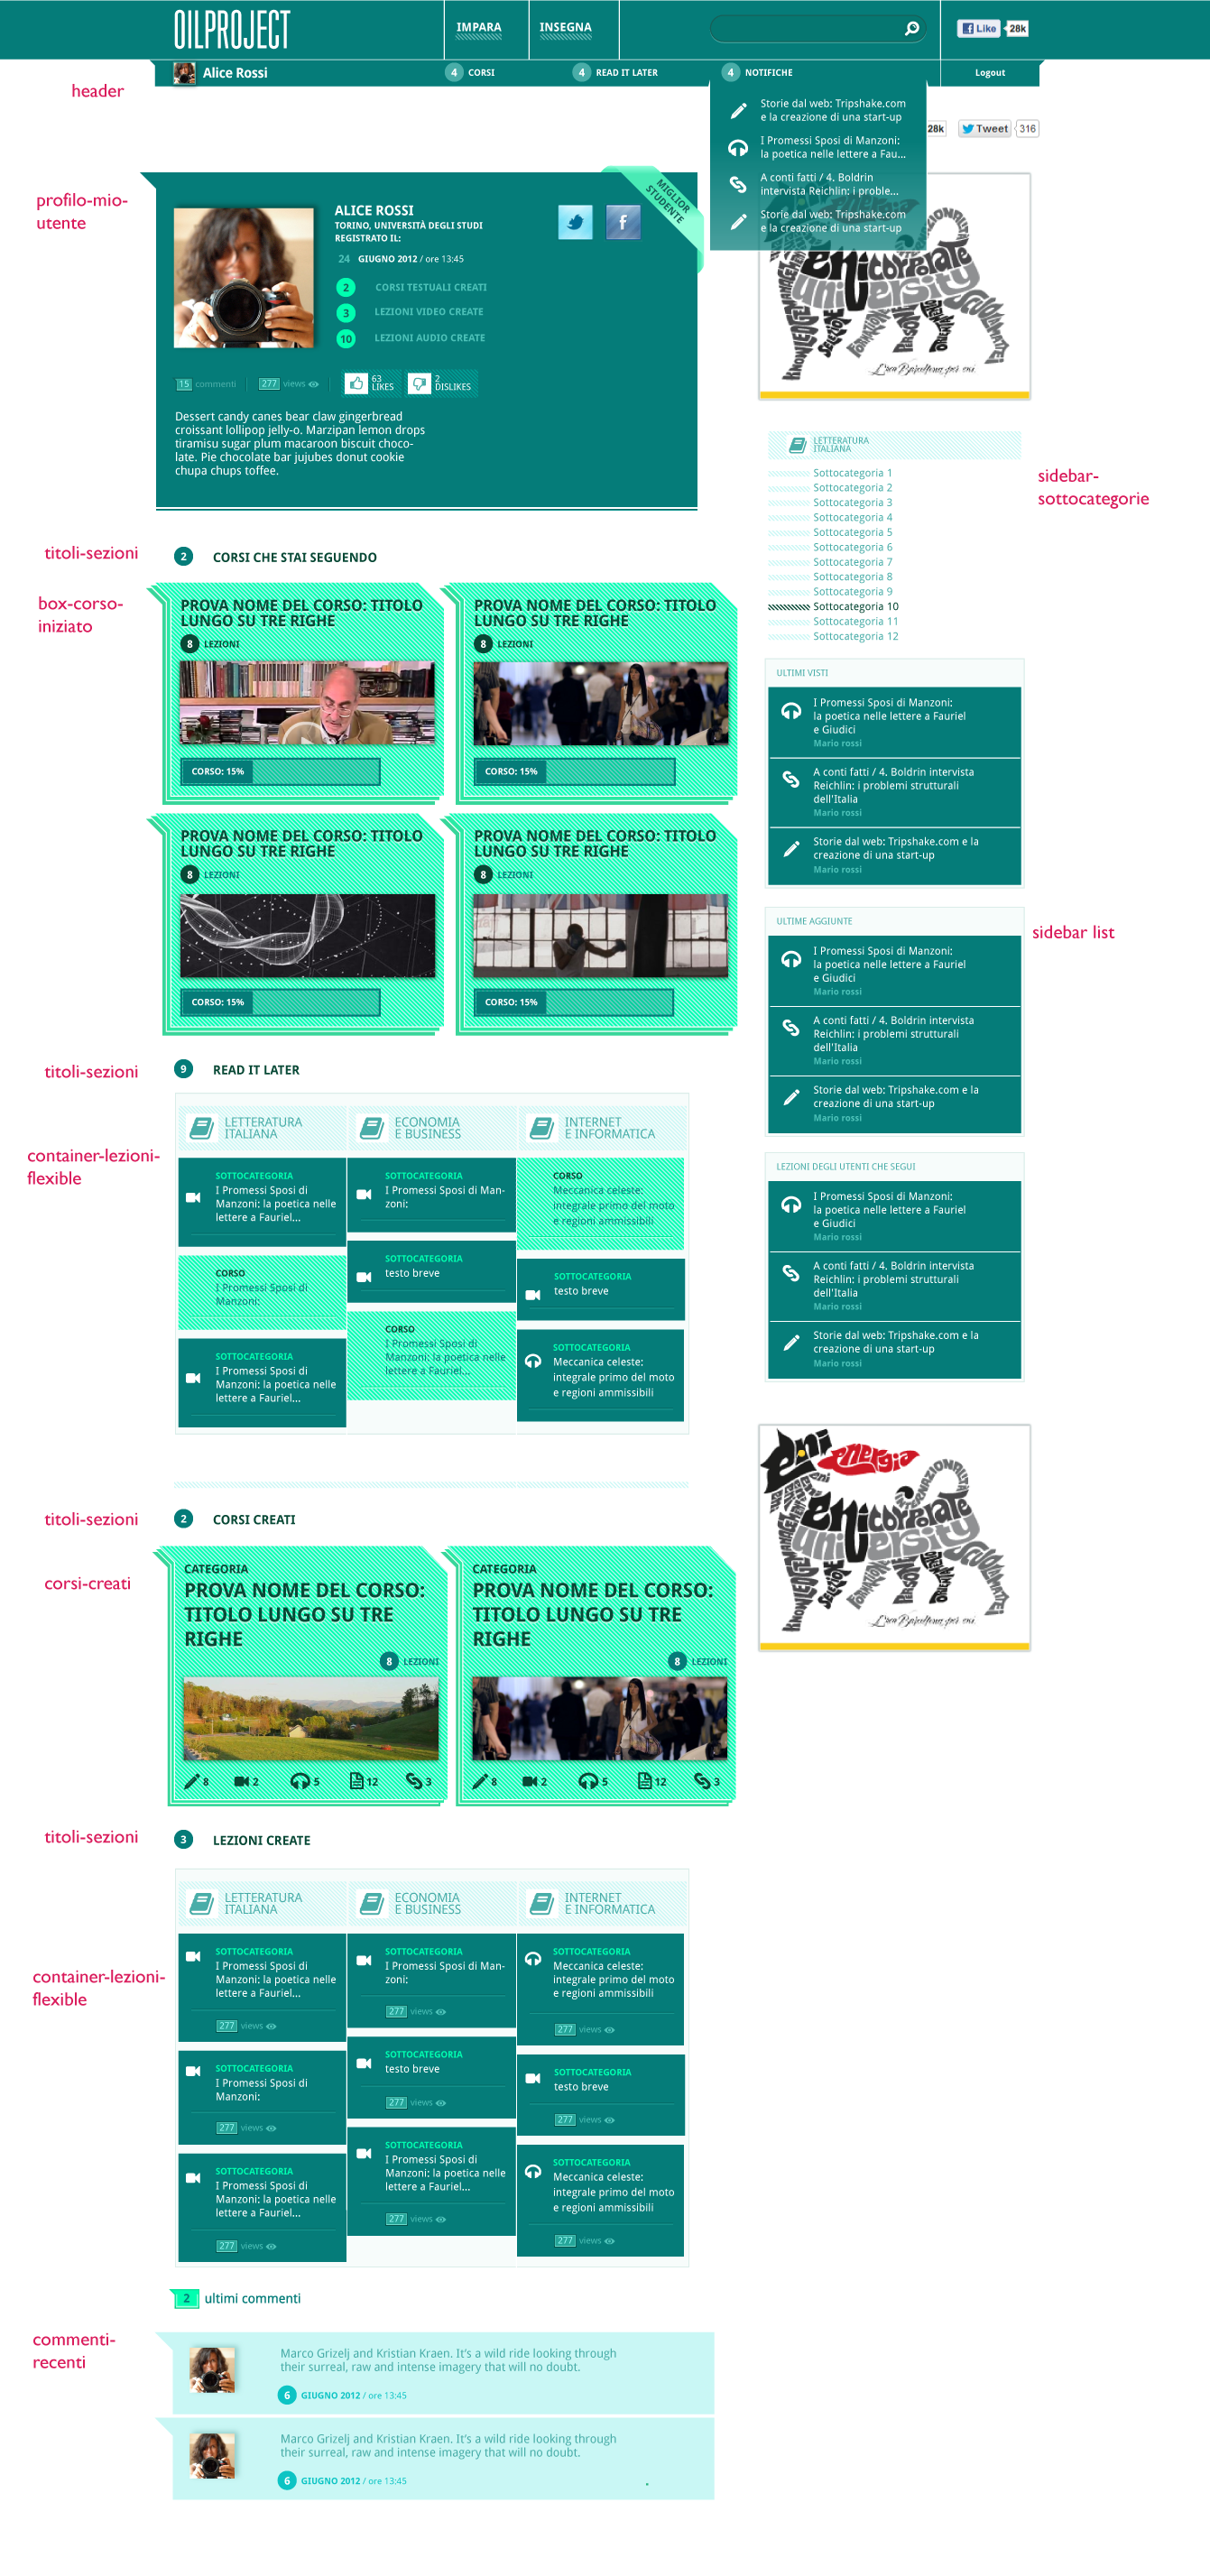 OILPROJECT
IMPARA
INSEGNA
Like
28k
Alice Rossi
4 CORSI
4 READ IT LATER
4 NOTIFICHE
Logout
header
Storie dal web: Tripshake.com
e la creazione di una start-up
I Promessi Sposi di Manzoni:
la poetica nelle lettere a Fau...
A conti fatti / 4. Boldrin
intervista Reichlin: i proble...
Storie dal web: Tripshake.com
e la creazione di una start-up
28k
Tweet
316
profilo-mio-
utente
MIGLIOR
STUDENTE
ALICE ROSSI
TORINO, UNIVERSITÀ DEGLI STUDI
REGISTRATO IL:
24 GIUGNO 2012 / ore 13:45
2 CORSI TESTUALI CREATI
3 LEZIONI VIDEO CREATE
10 LEZIONI AUDIO CREATE
15 commenti
277 views
63
LIKES
2
DISLIKES
Dessert candy canes bear claw gingerbread
croissant lollipop jelly-o. Marzipan lemon drops
tiramisu sugar plum macaroon biscuit choco-
late. Pie chocolate bar jujubes donut cookie
chupa chups toffee.
eni corporate
university
LETTERATURA
ITALIANA
Sottocategoria 1
Sottocategoria 2
Sottocategoria 3
Sottocategoria 4
Sottocategoria 5
Sottocategoria 6
Sottocategoria 7
Sottocategoria 8
Sottocategoria 9
Sottocategoria 10
Sottocategoria 11
Sottocategoria 12
sidebar-
sottocategorie
titoli-sezioni
2 CORSI CHE STAI SEGUENDO
box-corso-
iniziato
PROVA NOME DEL CORSO: TITOLO
LUNGO SU TRE RIGHE
8 LEZIONI
CORSO: 15%
PROVA NOME DEL CORSO: TITOLO
LUNGO SU TRE RIGHE
8 LEZIONI
CORSO: 15%
PROVA NOME DEL CORSO: TITOLO
LUNGO SU TRE RIGHE
8 LEZIONI
CORSO: 15%
PROVA NOME DEL CORSO: TITOLO
LUNGO SU TRE RIGHE
8 LEZIONI
CORSO: 15%
ULTIMI VISTI
I Promessi Sposi di Manzoni:
la poetica nelle lettere a Fauriel
e Giudici
Mario rossi
A conti fatti / 4. Boldrin intervista
Reichlin: i problemi strutturali
dell'Italia
Mario rossi
Storie dal web: Tripshake.com e la
creazione di una start-up
Mario rossi
sidebar list
ULTIME AGGIUNTE
I Promessi Sposi di Manzoni:
la poetica nelle lettere a Fauriel
e Giudici
Mario rossi
A conti fatti / 4. Boldrin intervista
Reichlin: i problemi strutturali
dell'Italia
Mario rossi
Storie dal web: Tripshake.com e la
creazione di una start-up
Mario rossi
LEZIONI DEGLI UTENTI CHE SEGUI
I Promessi Sposi di Manzoni:
la poetica nelle lettere a Fauriel
e Giudici
Mario rossi
A conti fatti / 4. Boldrin intervista
Reichlin: i problemi strutturali
dell'Italia
Mario rossi
Storie dal web: Tripshake.com e la
creazione di una start-up
Mario rossi
titoli-sezioni
9 READ IT LATER
container-lezioni-
flexible
LETTERATURA
ITALIANA
SOTTOCATEGORIA
I Promessi Sposi di
Manzoni: la poetica nelle
lettere a Fauriel...
CORSO
I Promessi Sposi di
Manzoni:
SOTTOCATEGORIA
I Promessi Sposi di
Manzoni: la poetica nelle
lettere a Fauriel...
ECONOMIA
E BUSINESS
SOTTOCATEGORIA
I Promessi Sposi di Man-
zoni:
SOTTOCATEGORIA
testo breve
CORSO
I Promessi Sposi di
Manzoni: la poetica nelle
lettere a Fauriel...
INTERNET
E INFORMATICA
CORSO
Meccanica celeste:
integrale primo del moto
e regioni ammissibili
SOTTOCATEGORIA
testo breve
SOTTOCATEGORIA
Meccanica celeste:
integrale primo del moto
e regioni ammissibili
eni energia
eni corporate
university
titoli-sezioni
2 CORSI CREATI
corsi-creati
CATEGORIA
PROVA NOME DEL CORSO:
TITOLO LUNGO SU TRE
RIGHE
8 LEZIONI
8 2 5 12 3
CATEGORIA
PROVA NOME DEL CORSO:
TITOLO LUNGO SU TRE
RIGHE
8 LEZIONI
8 2 5 12 3
titoli-sezioni
3 LEZIONI CREATE
container-lezioni-
flexible
LETTERATURA
ITALIANA
SOTTOCATEGORIA
I Promessi Sposi di
Manzoni: la poetica nelle
lettere a Fauriel...
277 views
SOTTOCATEGORIA
I Promessi Sposi di
Manzoni:
277 views
SOTTOCATEGORIA
I Promessi Sposi di
Manzoni: la poetica nelle
lettere a Fauriel...
277 views
ECONOMIA
E BUSINESS
SOTTOCATEGORIA
I Promessi Sposi di Man-
zoni:
277 views
SOTTOCATEGORIA
testo breve
277 views
SOTTOCATEGORIA
I Promessi Sposi di
Manzoni: la poetica nelle
lettere a Fauriel...
277 views
INTERNET
E INFORMATICA
SOTTOCATEGORIA
Meccanica celeste:
integrale primo del moto
e regioni ammissibili
277 views
SOTTOCATEGORIA
testo breve
277 views
SOTTOCATEGORIA
Meccanica celeste:
integrale primo del moto
e regioni ammissibili
277 views
2 ultimi commenti
commenti-
recenti
Marco Grizelj and Kristian Kraen. It's a wild ride looking through
their surreal, raw and intense imagery that will no doubt.
6 GIUGNO 2012 / ore 13:45
Marco Grizelj and Kristian Kraen. It's a wild ride looking through
their surreal, raw and intense imagery that will no doubt.
6 GIUGNO 2012 / ore 13:45